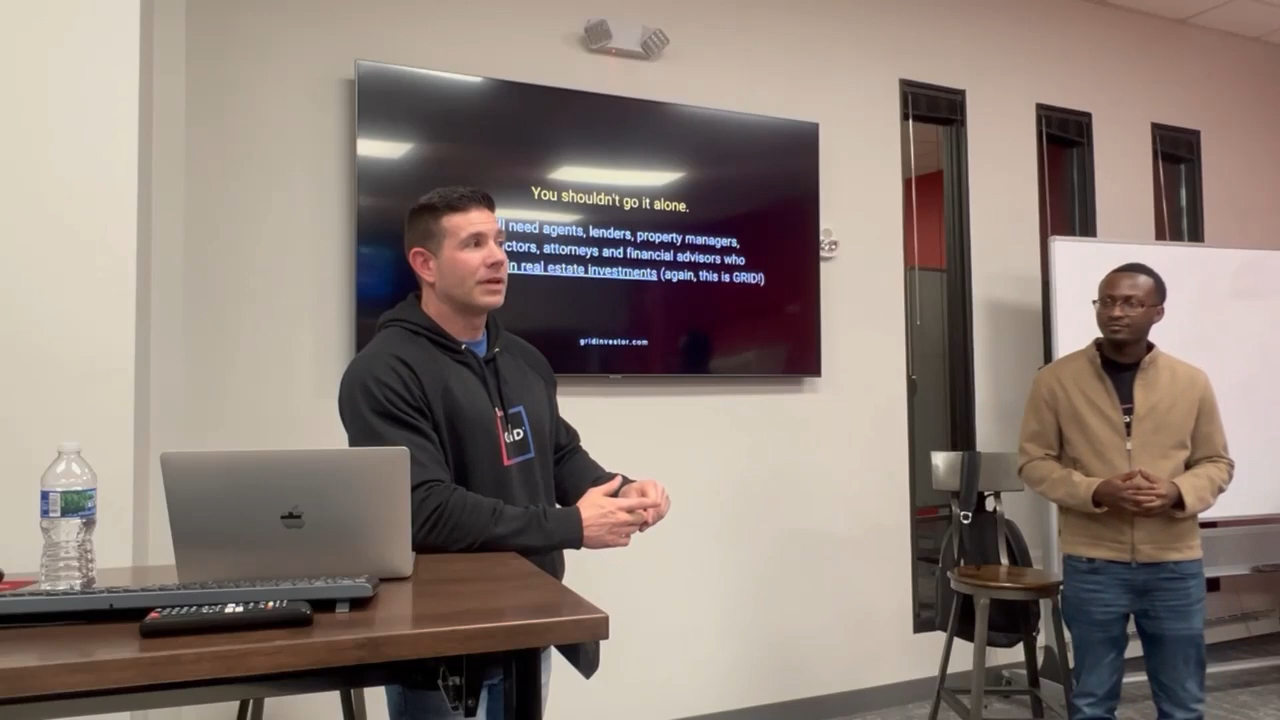 You shouldn't go it alone.
need agents, lenders, property managers,
attorneys and financial advisors who
in real estate investments (again, this is GRID!)
gridinvestor.com